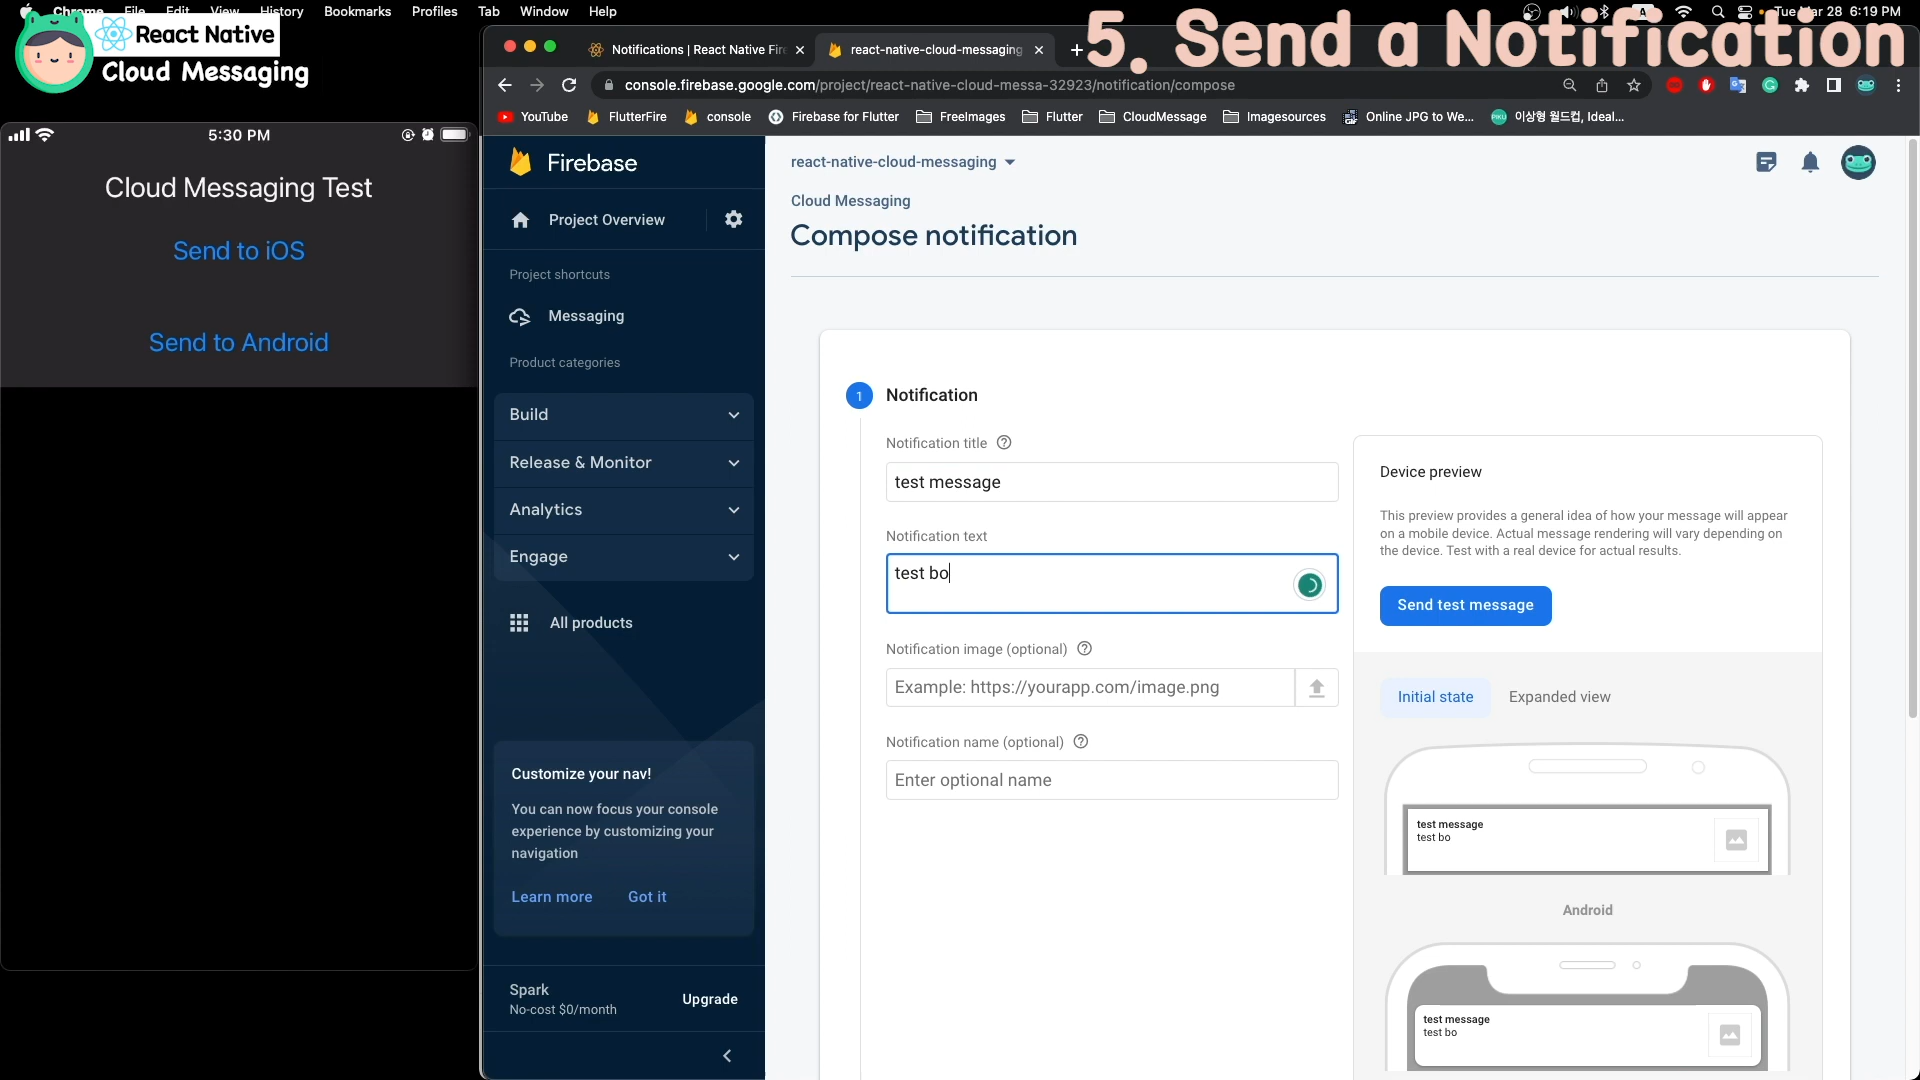 Chrome File Edit View History Bookmarks Profiles Tab Window Help
Tue Mar 28 6:19 PM
5. Send a Notification
React Native
Cloud Messaging
5:30 PM
Cloud Messaging Test
Send to iOS
Send to Android
Notifications | React Native Fire
react-native-cloud-messaging
console.firebase.google.com/project/react-native-cloud-messa-32923/notification/compose
YouTube FlutterFire console Firebase for Flutter FreeImages Flutter CloudMessage Imagesources Online JPG to We... 이상형 월드컵, Ideal...
Firebase
Project Overview
Project shortcuts
Messaging
Product categories
Build
Release & Monitor
Analytics
Engage
All products
Customize your nav!
You can now focus your console
experience by customizing your
navigation
Learn more Got it
Spark
No-cost $0/month
Upgrade
react-native-cloud-messaging
Cloud Messaging
Compose notification
1 Notification
Notification title
test message
Notification text
test bo
Notification image (optional)
Example: https://yourapp.com/image.png
Notification name (optional)
Enter optional name
Device preview
This preview provides a general idea of how your message will appear
on a mobile device. Actual message rendering will vary depending on
the device. Test with a real device for actual results.
Send test message
Initial state Expanded view
test message
test bo
Android
test message
test bo